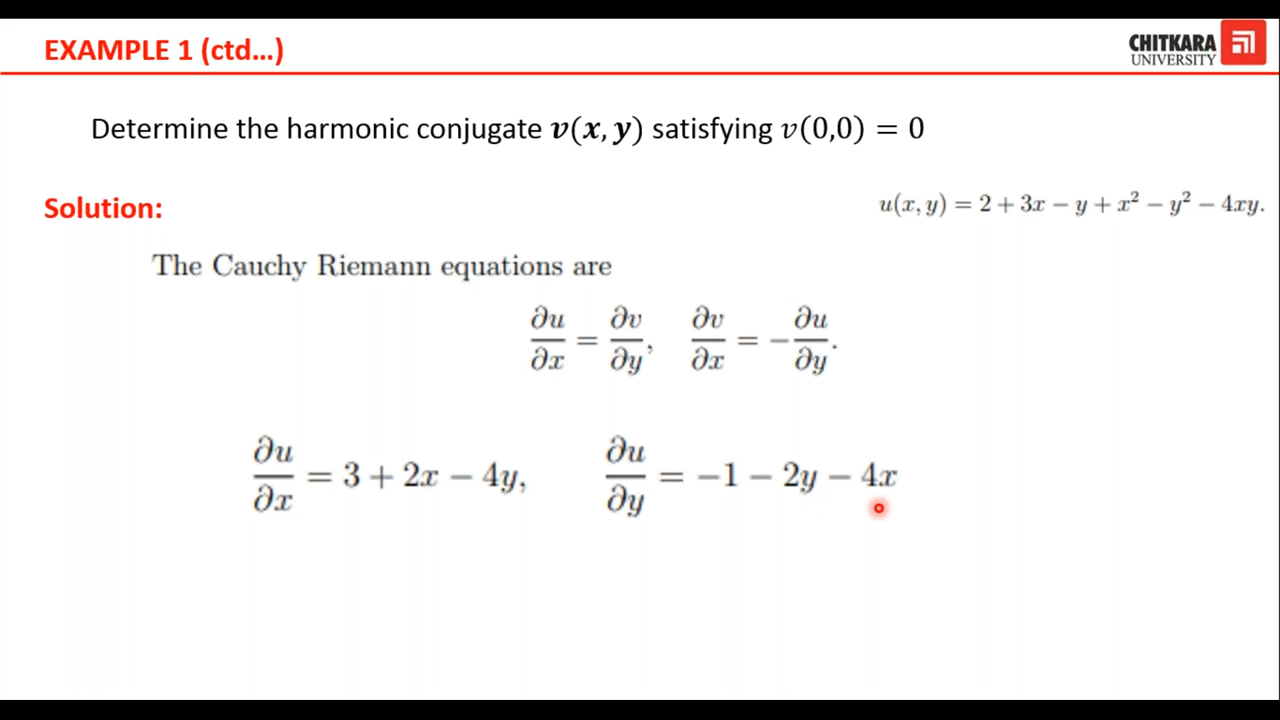 EXAMPLE 1 (ctd…)
CHITKARA
UNIVERSITY
Determine the harmonic conjugate v(x, y) satisfying v(0,0) = 0
Solution:
u(x, y) = 2 + 3x − y + x² − y² − 4xy.
The Cauchy Riemann equations are
∂u/∂x = ∂v/∂y, ∂v/∂x = −∂u/∂y.
∂u/∂x = 3 + 2x − 4y, ∂u/∂y = −1 − 2y − 4x